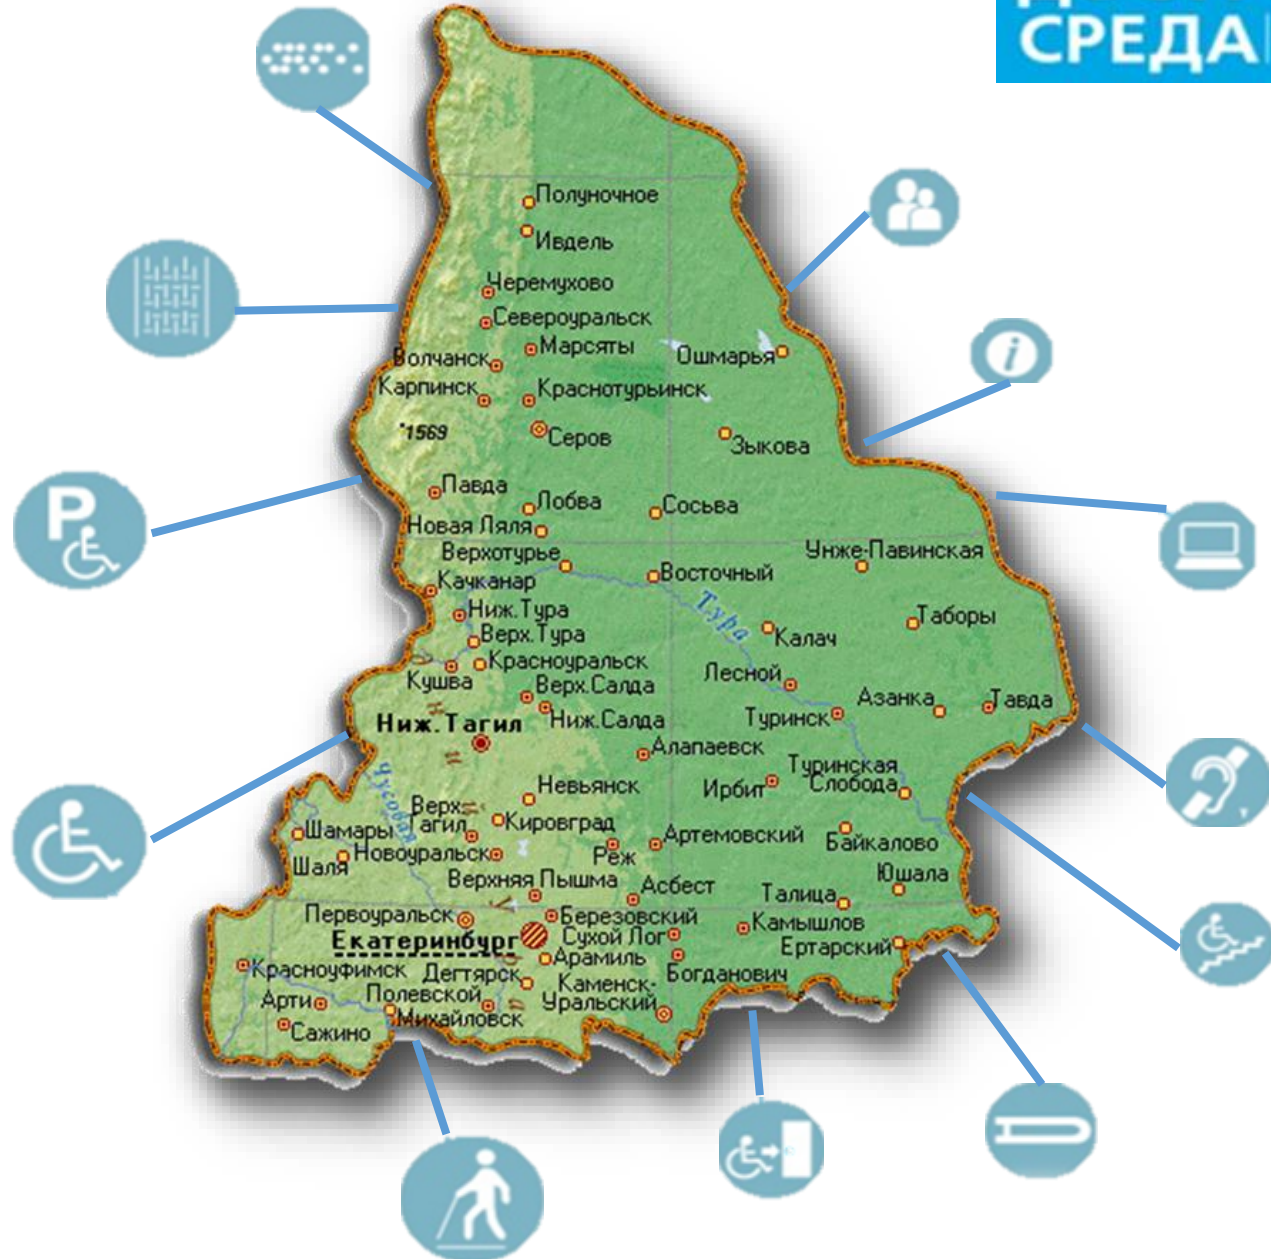 СРЕДА
Полуночное
Ивдель
Черемухово
Североуральск
Марсяты
Волчанск
Ошмарья
Карпинск
Краснотурьинск
1569
Серов
Зыкова
Павда
Лобва
Сосьва
Новая Ляля
Верхотурье
Унже-Павинская
Восточный
Качканар
Тура
Ниж.Тура
Таборы
Верх.Тура
Калач
Красноуральск
Кушва
Лесной
Верх.Салда
Азанка
Тавда
Ниж.Тагил
Ниж.Салда
Туринск
Алапаевск
Чусовая
Туринская
Слобода
Невьянск
Ирбит
Верх.
Тагил
Кировград
Шамары
Артемовский
Байкалово
Шаля
Новоуральск
Реж
Верхняя Пышма
Асбест
Юшала
Талица
Первоуральск
Березовский
Камышлов
Екатеринбург
Сухой Лог
Ертарский
Арамиль
Красноуфимск
Дегтярск
Богданович
Каменск-
Уральский
Арти
Полевской
Михайловск
Сажино
P
i